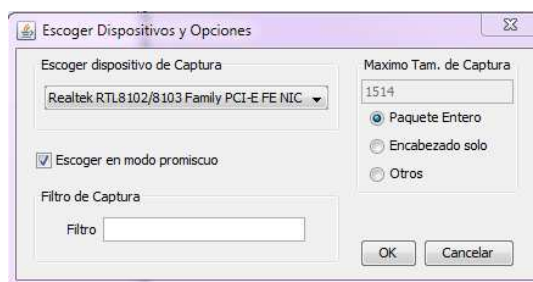 Escoger Dispositivos y Opciones
Escoger dispositivo de Captura
Realtek RTL8102/8103 Family PCI-E FE NIC
Escoger en modo promiscuo
Filtro de Captura
Filtro
Maximo Tam. de Captura
1514
Paquete Entero
Encabezado solo
Otros
OK
Cancelar